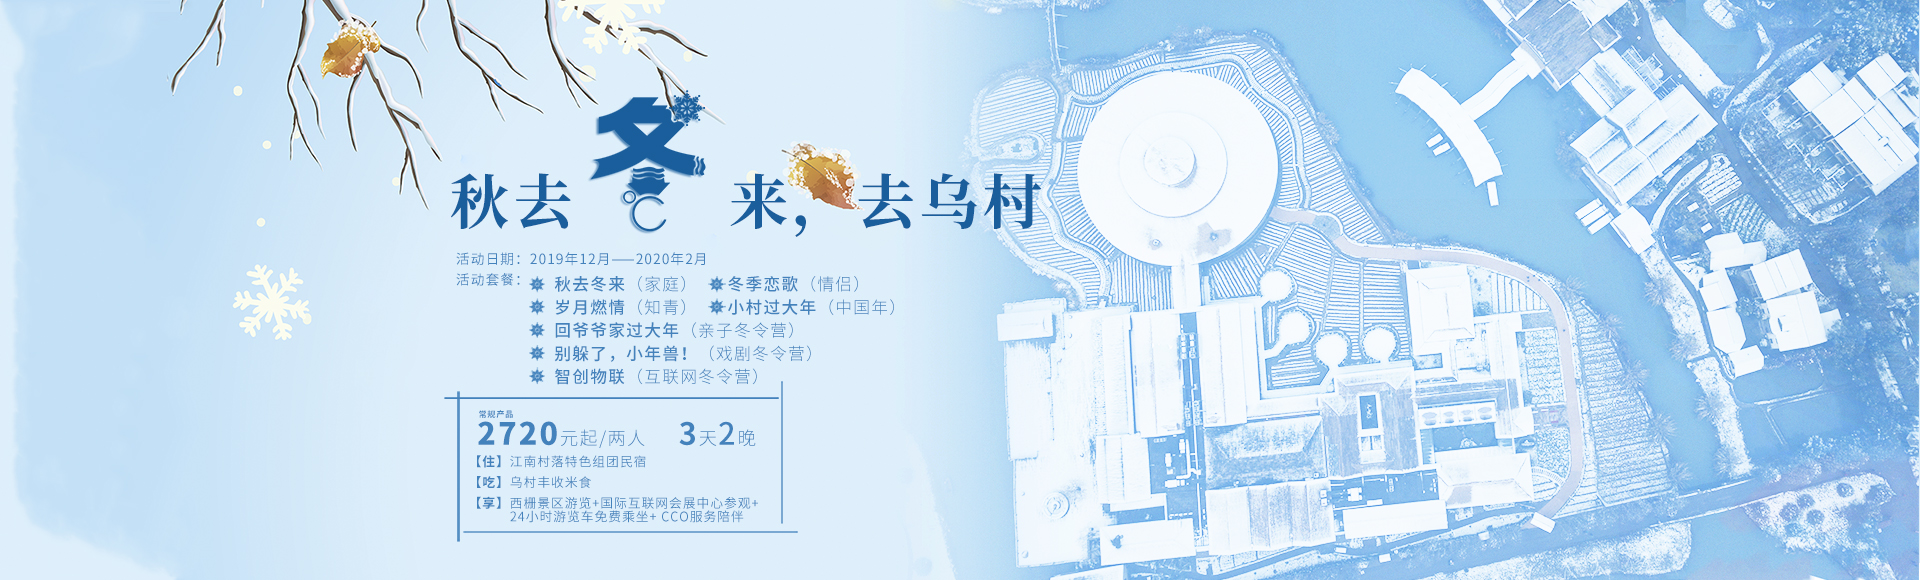 秋去冬℃来，去乌村
活动日期：2019年12月——2020年2月
活动套餐：
秋去冬来（家庭） 冬季恋歌（情侣）
岁月燃情（知青） 小村过大年（中国年）
回爷爷家过大年（亲子冬令营）
别躲了，小年兽！（戏剧冬令营）
智创物联（互联网冬令营）
常规产品
2720元起/两人 3天2晚
【住】江南村落特色组团民宿
【吃】乌村丰收米食
【享】西栅景区游览+国际互联网会展中心参观+
24小时游览车免费乘坐+ CCO服务陪伴